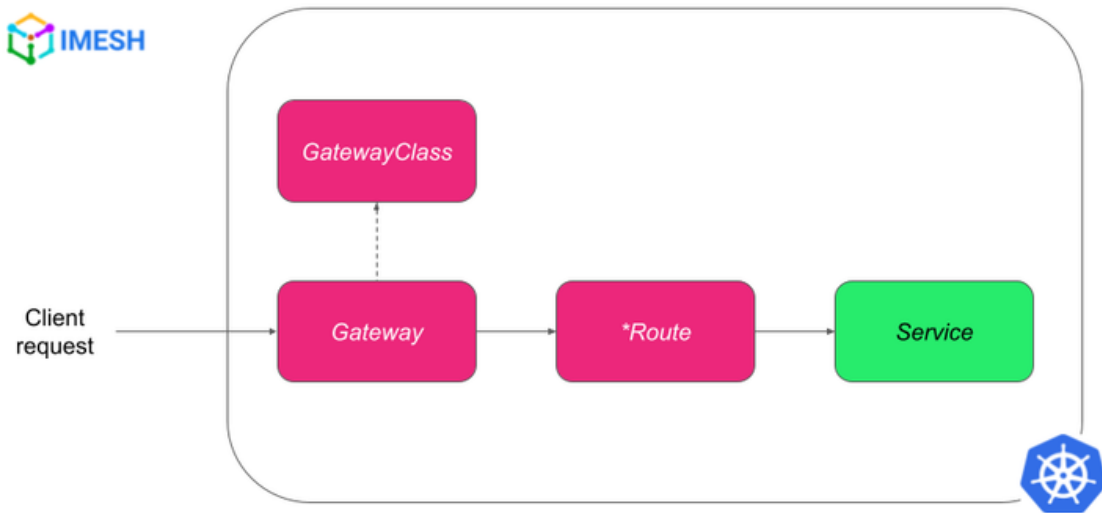 IMESH
GatewayClass
Client
request
Gateway
*Route
Service